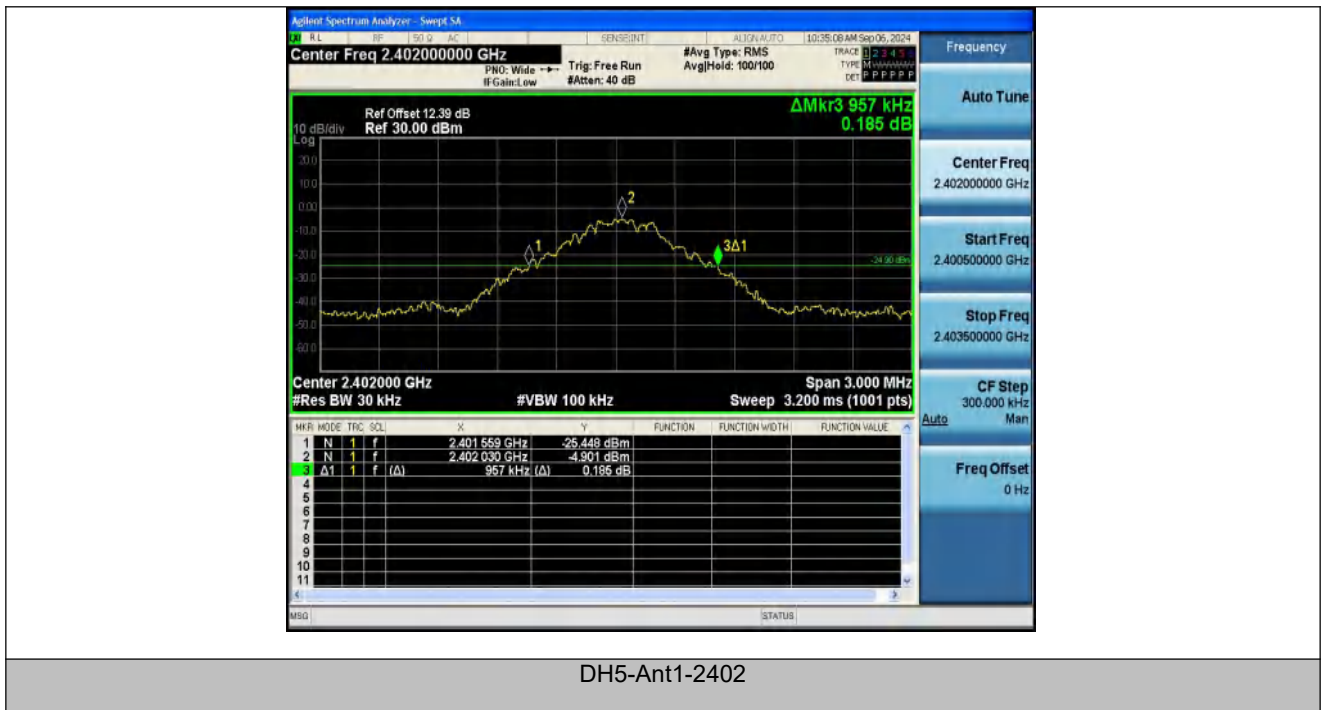 Agilent Spectrum Analyzer - Swept SA
RL RF 50 Ω AC SENSE:INT ALIGN AUTO 10:35:08 AM Sep 06, 2024
Center Freq 2.402000000 GHz
PNO: Wide
IFGain:Low
Trig: Free Run
#Atten: 40 dB
#Avg Type: RMS
Avg|Hold: 100/100
TRACE 1 2 3 4 5 6
TYPE M
DET P P P P P P
Frequency
Auto Tune
Center Freq
2.402000000 GHz
Start Freq
2.400500000 GHz
Stop Freq
2.403500000 GHz
CF Step
300.000 kHz
Auto Man
Freq Offset
0 Hz
ΔMkr3 957 kHz
0.185 dB
Ref Offset 12.39 dB
10 dB/div Ref 30.00 dBm
Log
20.0
10.0
0.00
-10.0
-20.0
-30.0
-40.0
-50.0
-60.0
1
2
3Δ1
-24.90 dBm
Center 2.402000 GHz Span 3.000 MHz
#Res BW 30 kHz #VBW 100 kHz Sweep 3.200 ms (1001 pts)
MKR MODE TRC SCL X Y FUNCTION FUNCTION WIDTH FUNCTION VALUE
1 N 1 f 2.401 559 GHz -25.448 dBm
2 N 1 f 2.402 030 GHz -4.901 dBm
3 Δ1 1 f (Δ) 957 kHz (Δ) 0.185 dB
4
5
6
7
8
9
10
11
MSG STATUS
DH5-Ant1-2402